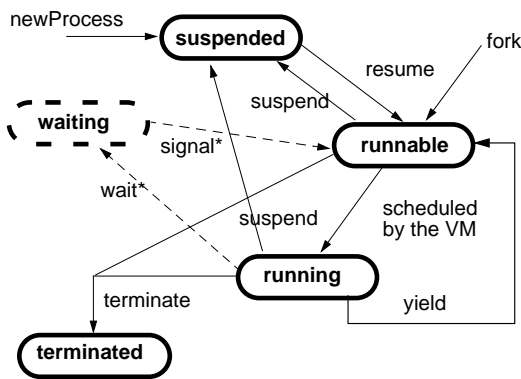 newProcess
suspended
fork
resume
suspend
waiting
runnable
signal*
wait*
suspend
scheduled
by the VM
running
terminate
yield
terminated